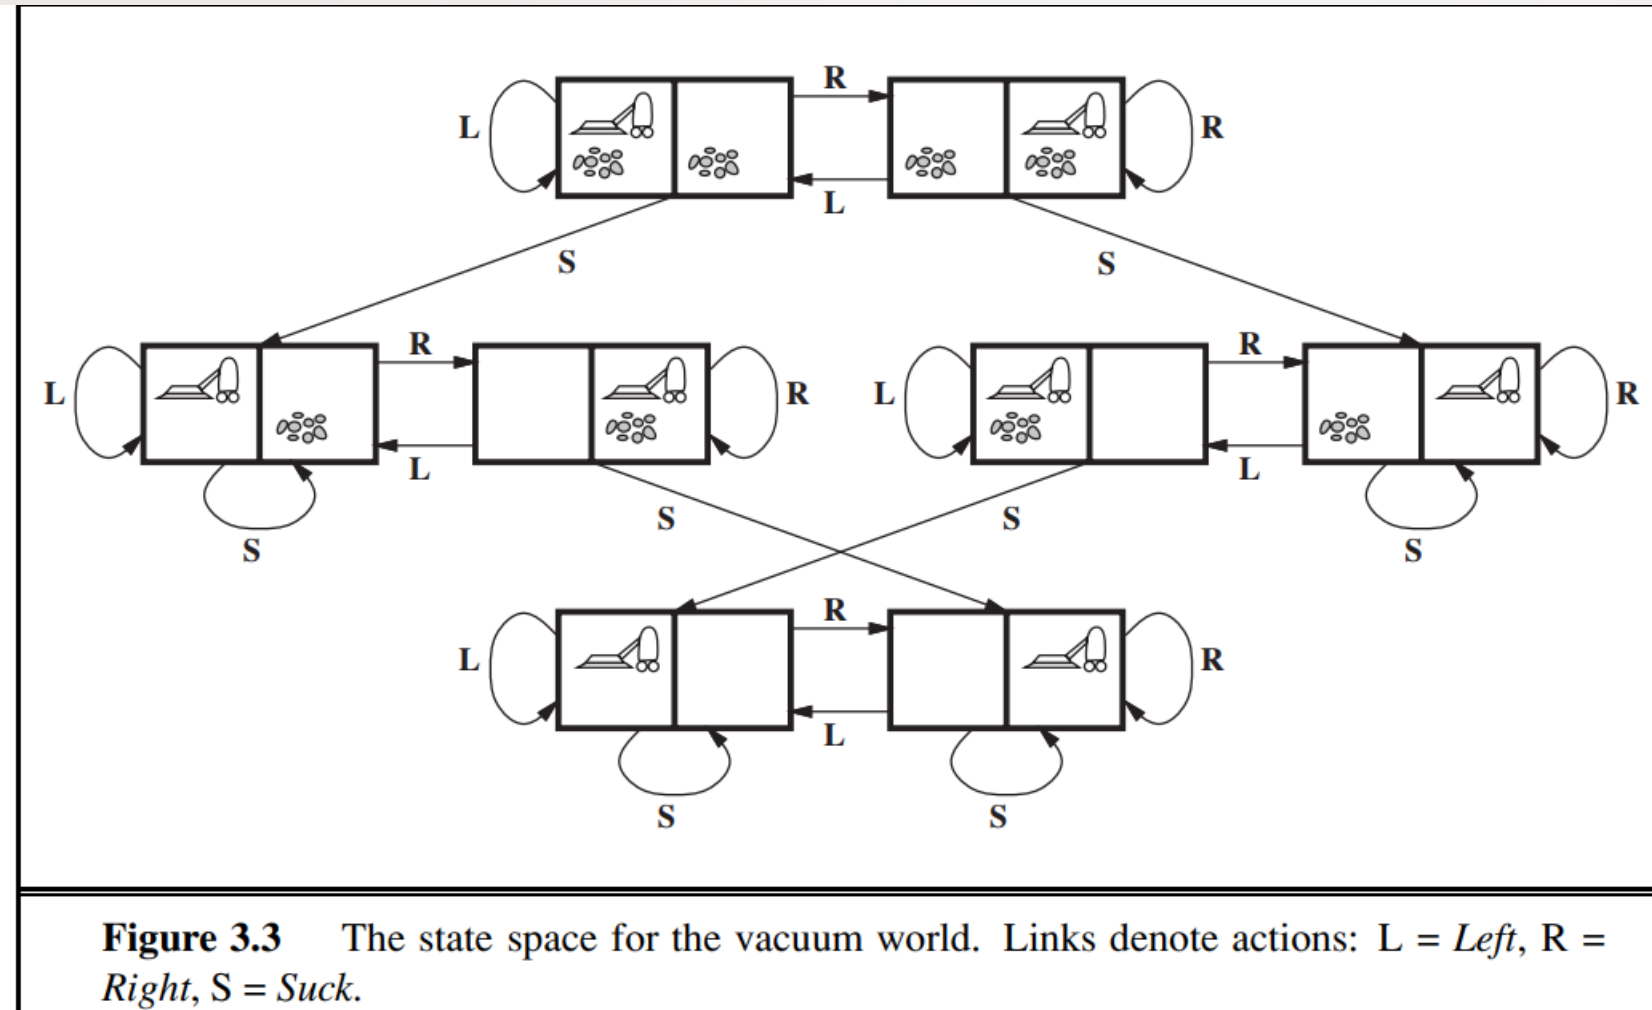 R
L
R
L
S
S
R
R
L
R
L
R
L
L
S
S
S
S
R
L
R
L
S
S
Figure 3.3 The state space for the vacuum world. Links denote actions: L = Left, R =
Right, S = Suck.